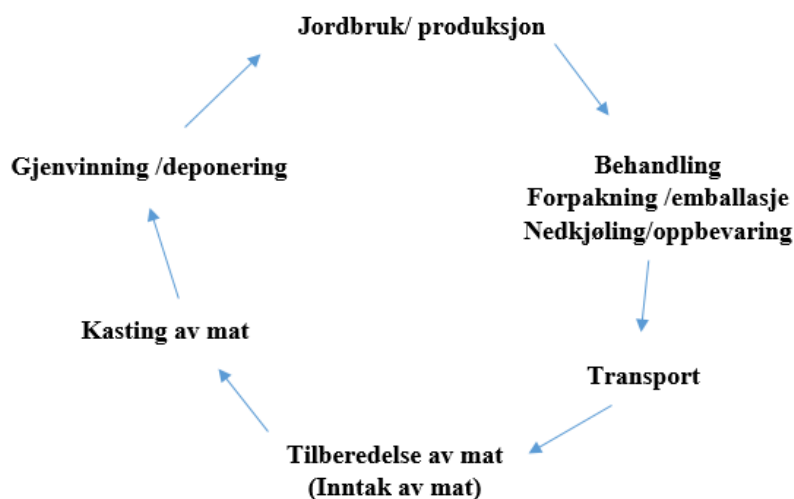 Jordbruk/ produksjon
Behandling
Forpakning /emballasje
Nedkjøling/oppbevaring
Transport
Tilberedelse av mat
(Inntak av mat)
Kasting av mat
Gjenvinning /deponering